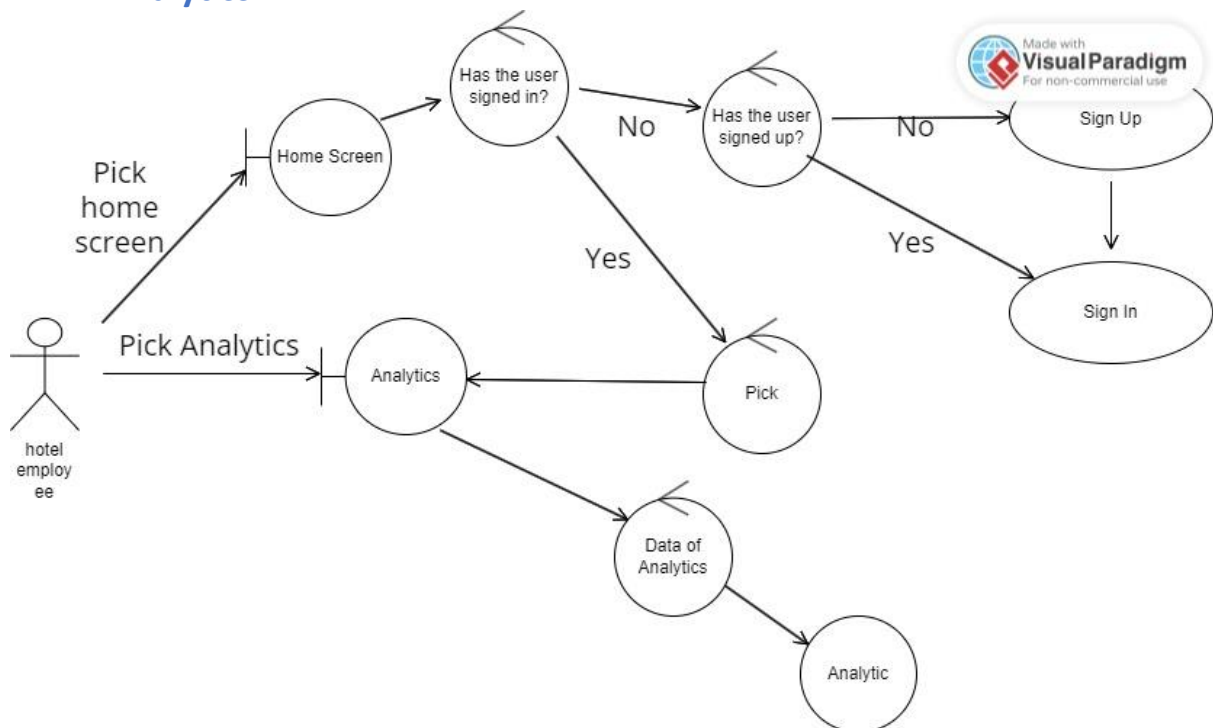 Made with
VisualParadigm
For non-commercial use
Has the user
signed in?
Has the user
signed up?
Sign Up
No
No
Home Screen
Pick
home
screen
Yes
Yes
Sign In
Pick Analytics
Analytics
Pick
hotel
employ
ee
Data of
Analytics
Analytic